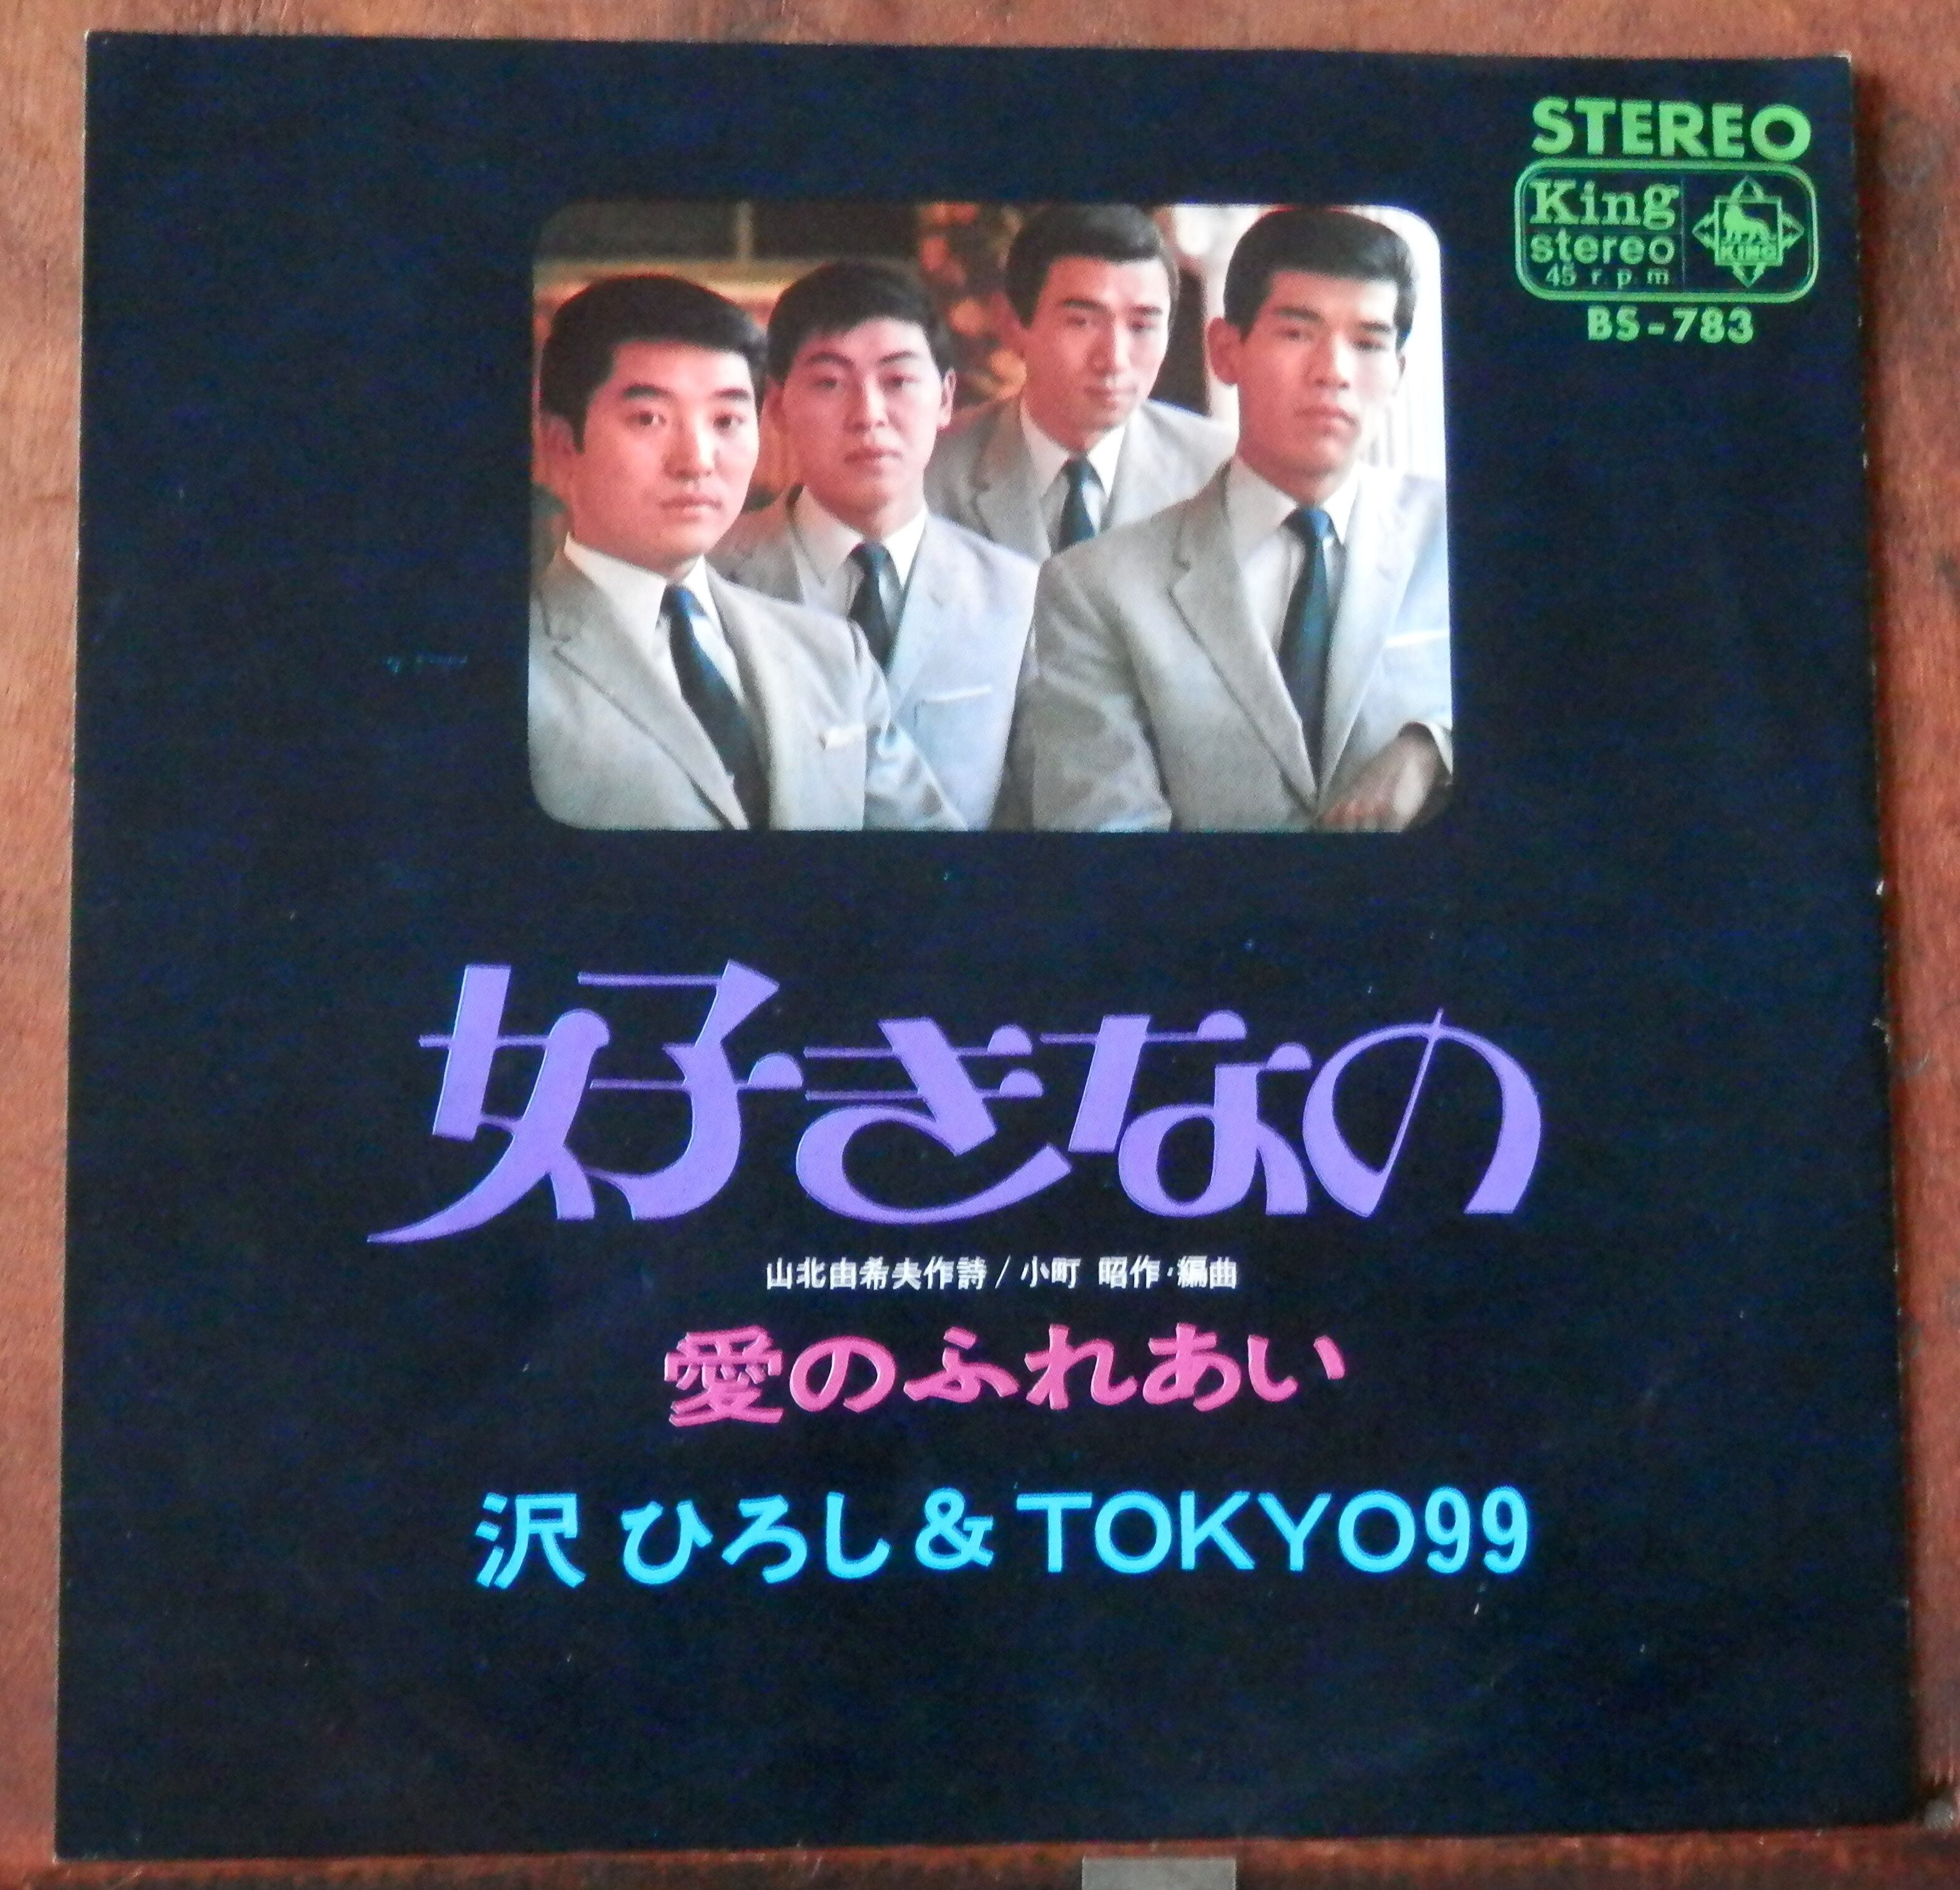 STEREO
King
stereo
45 r.p.m
KING
BS-783
好きなの
山北由希夫作詩/小町 昭作・編曲
愛のふれあい
沢 ひろし&TOKYO99